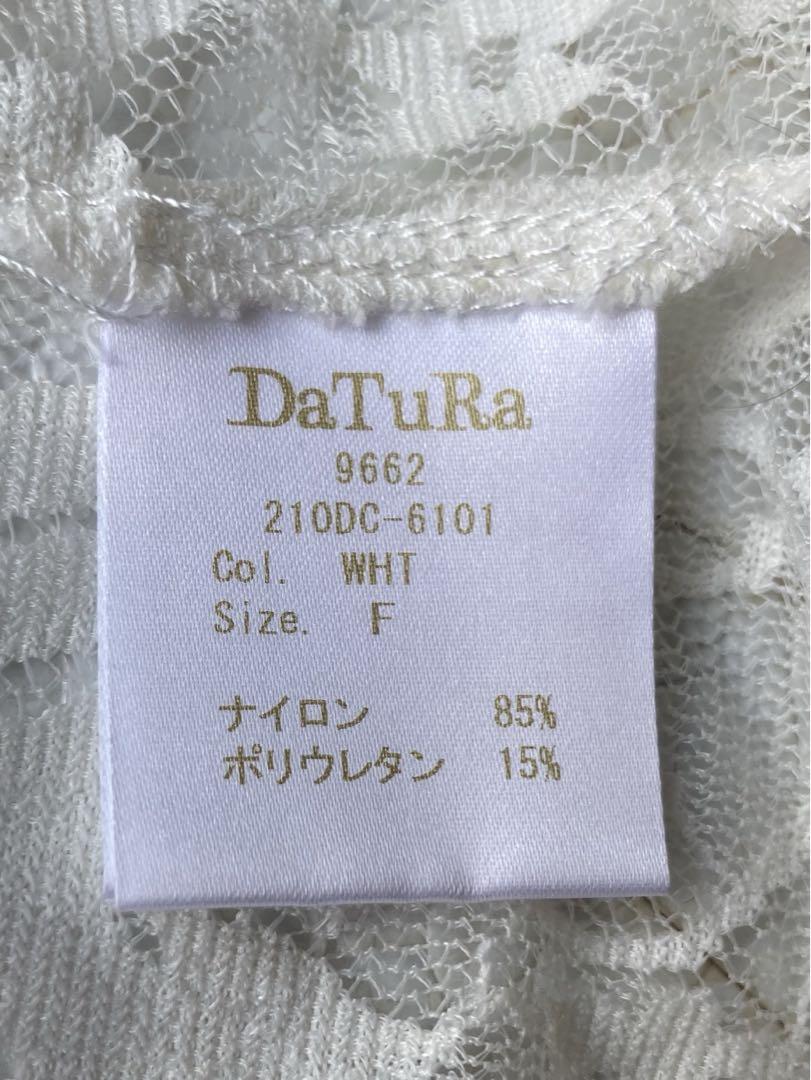 DaTuRa
9662
210DC-6101
Col. WHT
Size. F
ナイロン 85%
ポリウレタン 15%